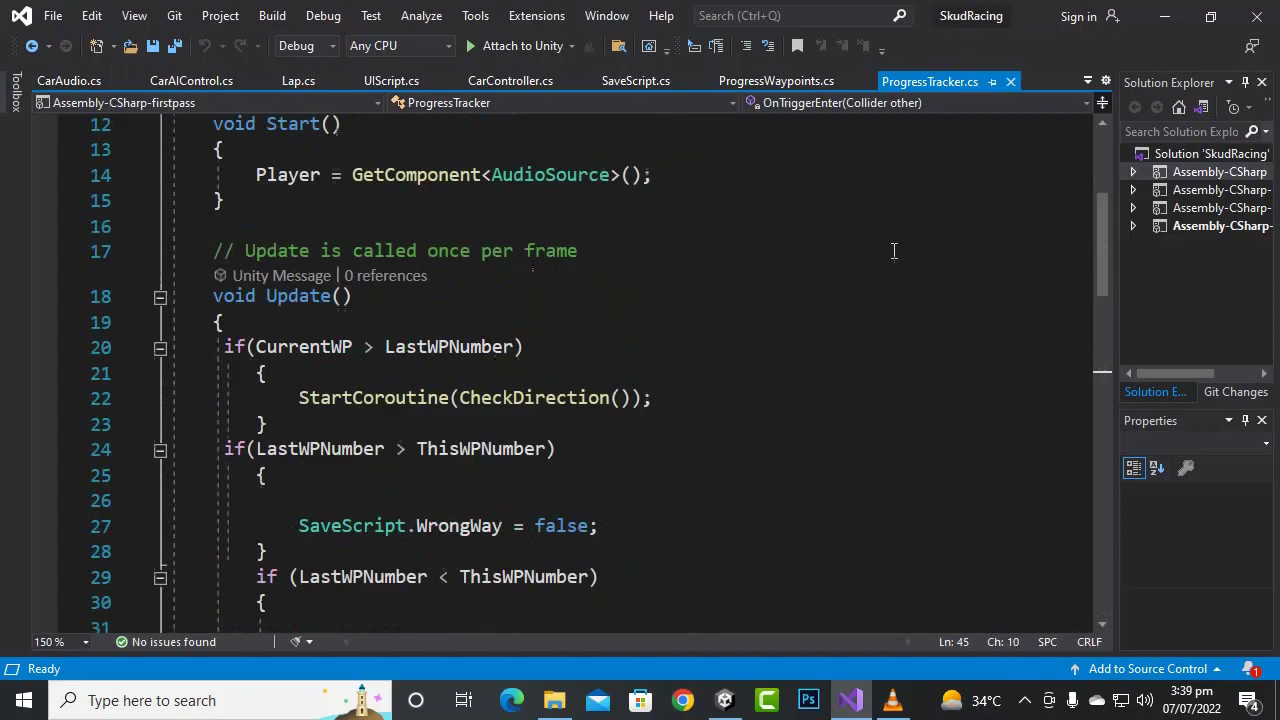 File Edit View Git Project Build Debug Test Analyze Tools Extensions Window Help Search (Ctrl+Q) SkudRacing Sign in
Debug Any CPU Attach to Unity
Toolbox
CarAudio.cs CarAIControl.cs Lap.cs UIScript.cs CarController.cs SaveScript.cs ProgressWaypoints.cs ProgressTracker.cs
Assembly-CSharp-firstpass ProgressTracker OnTriggerEnter(Collider other)
12 void Start()
13 {
14 Player = GetComponent<AudioSource>();
15 }
16
17 // Update is called once per frame
Unity Message | 0 references
18 void Update()
19 {
20 if(CurrentWP > LastWPNumber)
21 {
22 StartCoroutine(CheckDirection());
23 }
24 if(LastWPNumber > ThisWPNumber)
25 {
26
27 SaveScript.WrongWay = false;
28 }
29 if (LastWPNumber < ThisWPNumber)
30 {
31
150 % No issues found Ln: 45 Ch: 10 SPC CRLF
Solution Explorer
Search Solution Explo
Solution 'SkudRacing'
Assembly-CSharp
Assembly-CSharp-
Assembly-CSharp-
Assembly-CSharp-
Solution E... Git Changes
Properties
Ready Add to Source Control 1
Type here to search Ps 34°C 3:39 pm
07/07/2022 4